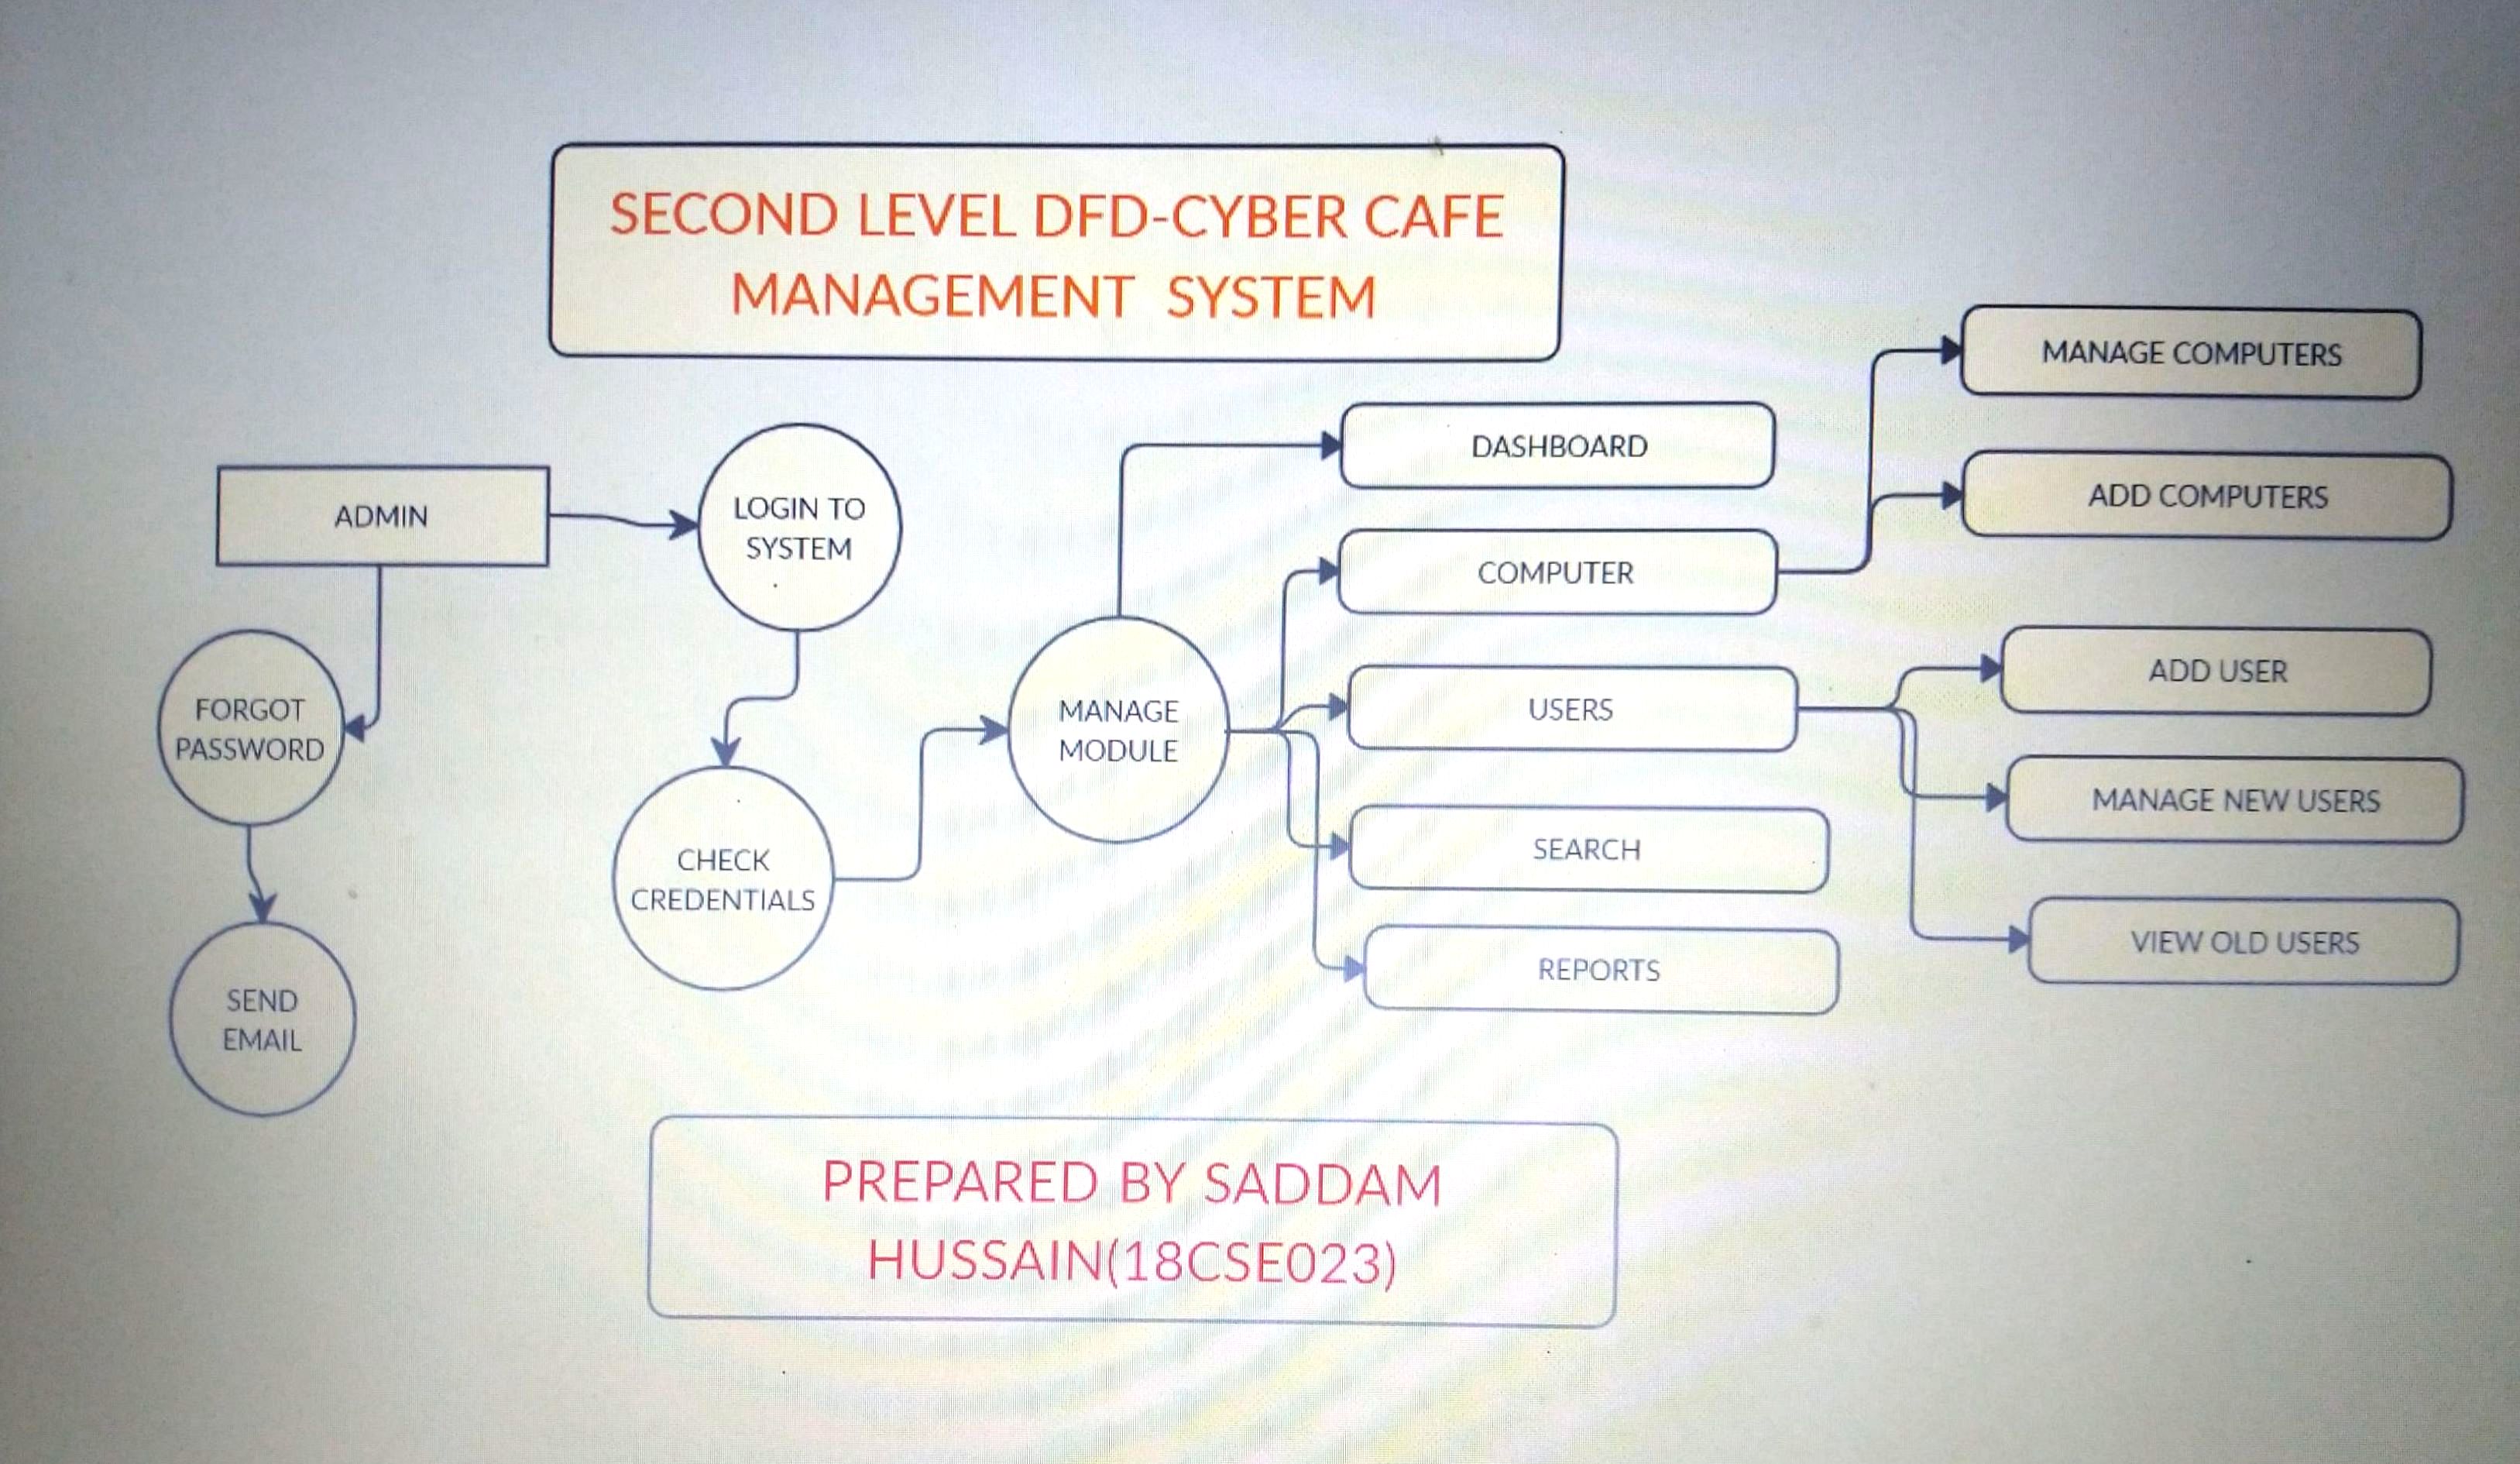 SECOND LEVEL DFD-CYBER CAFE
MANAGEMENT SYSTEM
ADMIN
LOGIN TO
SYSTEM
FORGOT
PASSWORD
SEND
EMAIL
CHECK
CREDENTIALS
MANAGE
MODULE
DASHBOARD
COMPUTER
USERS
SEARCH
REPORTS
MANAGE COMPUTERS
ADD COMPUTERS
ADD USER
MANAGE NEW USERS
VIEW OLD USERS
PREPARED BY SADDAM
HUSSAIN(18CSE023)